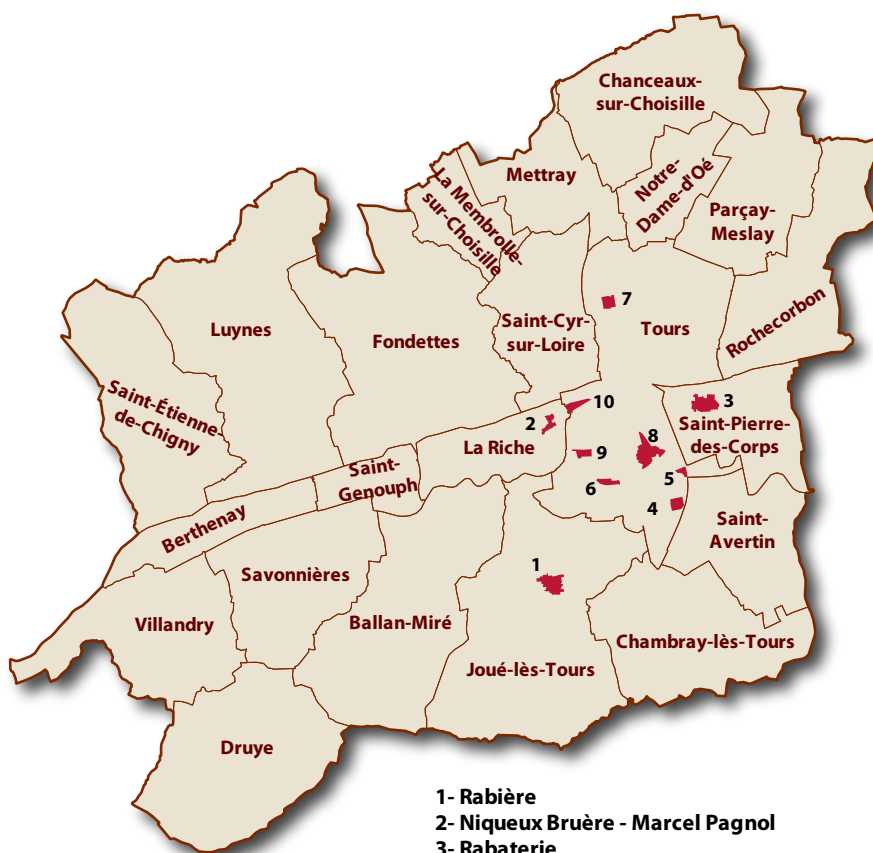 Chanceaux-
sur-Choisille
Mettray
Notre-
Dame-d'Oé
La Membrolle-
sur-Choisille
Parçay-
Meslay
Luynes
Fondettes
Saint-Cyr-
sur-Loire
7
Tours
Rochecorbon
Saint-Étienne-
de-Chigny
10
3
2
Saint-Pierre-
des-Corps
8
La Riche
9
Saint-
Genouph
5
6
4
Berthenay
Saint-
Avertin
1
Savonnières
Villandry
Ballan-Miré
Chambray-lès-Tours
Joué-lès-Tours
Druye
1- Rabière
2- Niqueux Bruère - Marcel Pagnol
3- Rabaterie